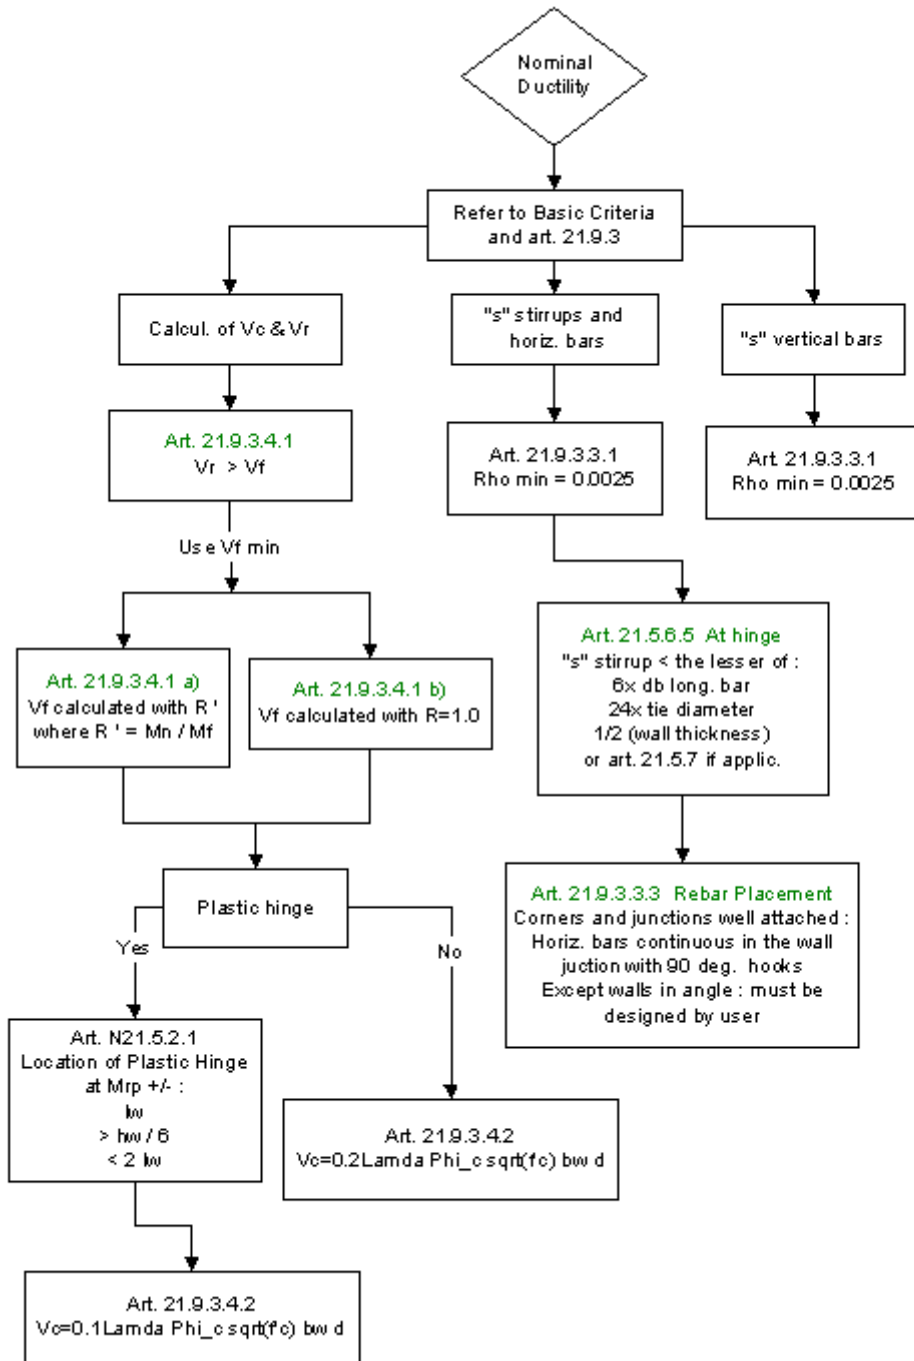 Nominal
Ductility
Refer to Basic Criteria
and art. 21.9.3
Calcul. of Vc & Vr
"s" stirrups and
horiz. bars
"s" vertical bars
Art. 21.9.3.4.1
Vr > Vf
Art. 21.9.3.3.1
Rho min = 0.0025
Art. 21.9.3.3.1
Rho min = 0.0025
Use Vf min
Art. 21.9.3.4.1 a)
Vf calculated with R '
where R ' = Mn / Mf
Art. 21.9.3.4.1 b)
Vf calculated with R=1.0
Art. 21.5.6.5 At hinge
"s" stirrup < the lesser of :
6x db long. bar
24x tie diameter
1/2 (wall thickness)
or art. 21.5.7 if applic.
Plastic hinge
Yes
No
Art. 21.9.3.3.3 Rebar Placement
Corners and junctions well attached :
Horiz. bars continuous in the wall
juction with 90 deg. hooks
Except walls in angle : must be
designed by user
Art. N21.5.2.1
Location of Plastic Hinge
at Mrp +/- :
lw
> hw / 6
< 2 lw
Art. 21.9.3.4.2
Vc=0.2Lamda Phi_c sqrt(f'c) bw d
Art. 21.9.3.4.2
Vc=0.1Lamda Phi_c sqrt(f'c) bw d